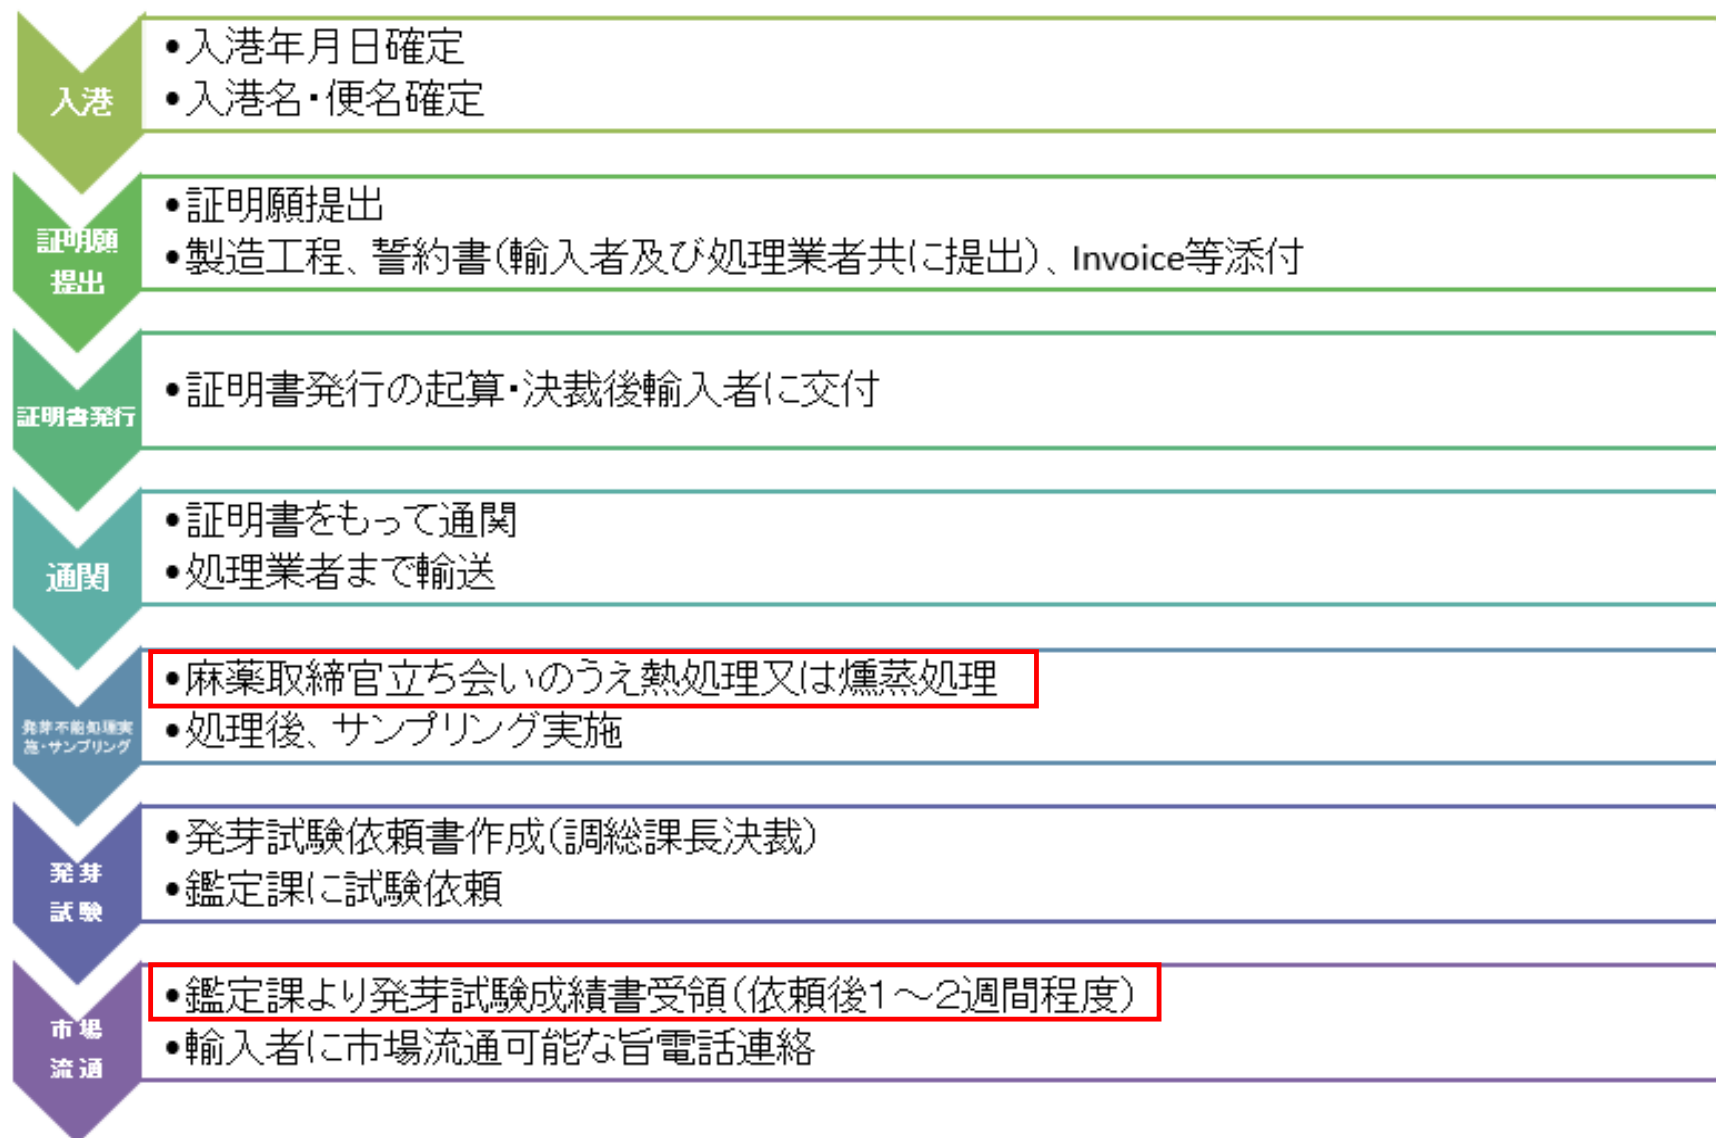 入港
•入港年月日確定
•入港名・便名確定
証明願
提出
•証明願提出
•製造工程、誓約書(輸入者及び処理業者共に提出)、Invoice等添付
証明書発行
•証明書発行の起算・決裁後輸入者に交付
通関
•証明書をもって通関
•処理業者まで輸送
発芽不能処理実
施・サンプリング
•麻薬取締官立ち会いのうえ熱処理又は燻蒸処理
•処理後、サンプリング実施
発芽
試験
•発芽試験依頼書作成(調総課長決裁)
•鑑定課に試験依頼
市場
流通
•鑑定課より発芽試験成績書受領(依頼後1～2週間程度)
•輸入者に市場流通可能な旨電話連絡